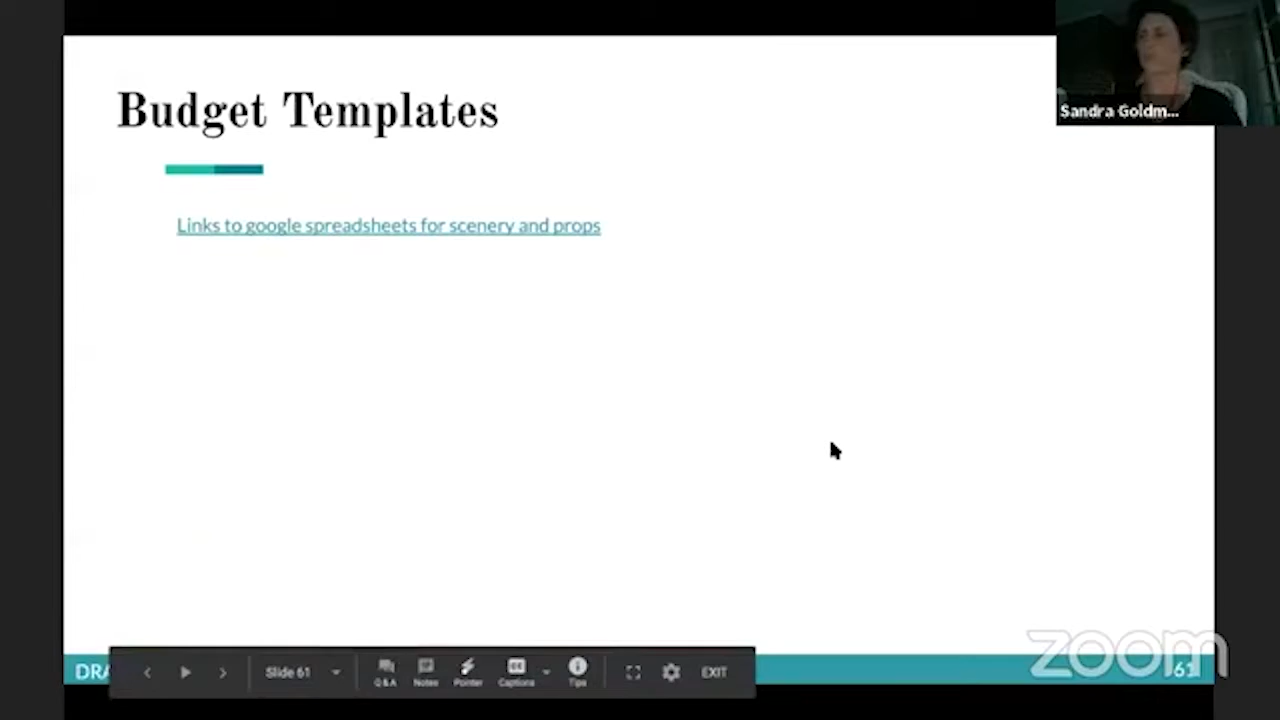 Budget Templates
Sandra Goldm...
Links to google spreadsheets for scenery and props
zoom
DRA
Slide 61
Q&A
Notes
Pointer
Captions
Tips
EXIT
61